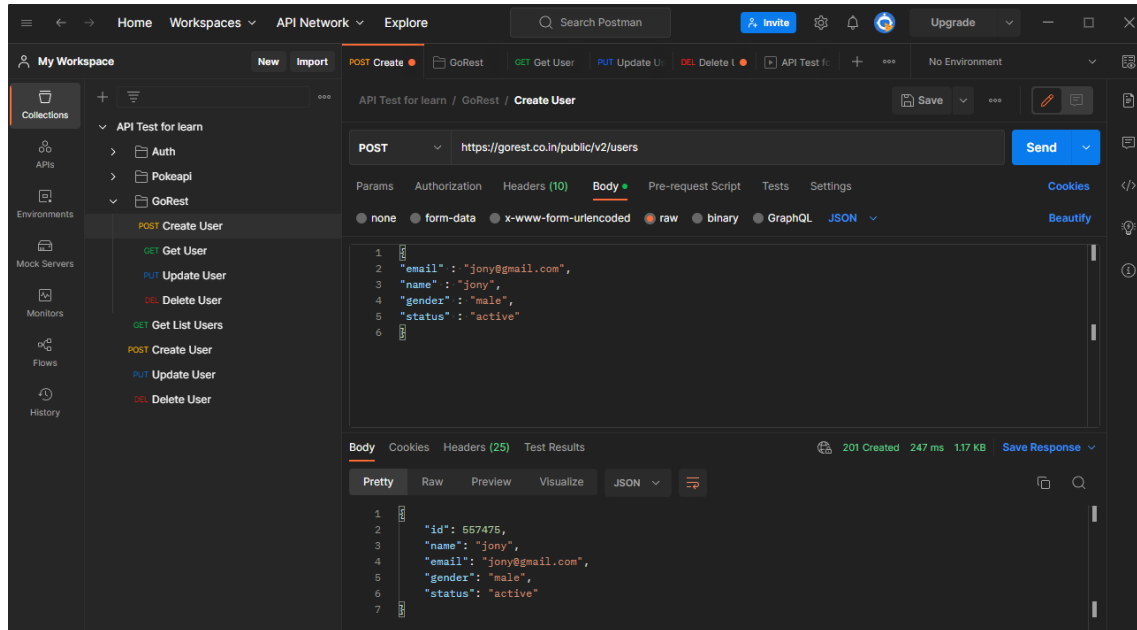 Home Workspaces API Network Explore Search Postman Invite Upgrade
My Workspace New Import POST Create GoRest GET Get User PUT Update U DEL Delete U API Test fo No Environment
Collections
APIs
Environments
Mock Servers
Monitors
Flows
History
API Test for learn
Auth
Pokeapi
GoRest
POST Create User
GET Get User
PUT Update User
DEL Delete User
GET Get List Users
POST Create User
PUT Update User
DEL Delete User
API Test for learn / GoRest / Create User Save
POST https://gorest.co.in/public/v2/users Send
Params Authorization Headers (10) Body Pre-request Script Tests Settings Cookies
none form-data x-www-form-urlencoded raw binary GraphQL JSON Beautify
1 {
2 "email" : "jony@gmail.com",
3 "name" : "jony",
4 "gender" : "male",
5 "status" : "active"
6 }
Body Cookies Headers (25) Test Results 201 Created 247 ms 1.17 KB Save Response
Pretty Raw Preview Visualize JSON
1 {
2 "id": 557475,
3 "name": "jony",
4 "email": "jony@gmail.com",
5 "gender": "male",
6 "status": "active"
7 }